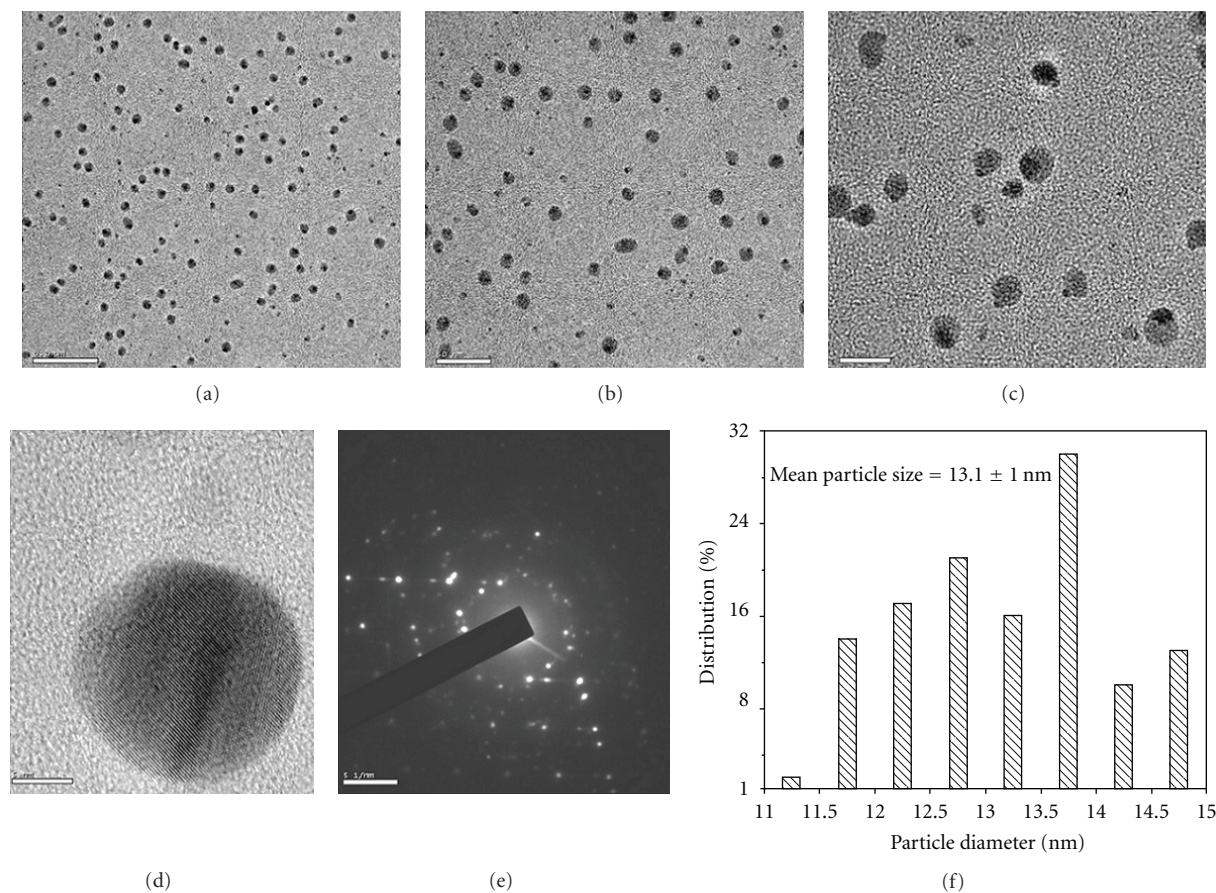 (a)
(b)
(c)
5 1/nm
(d)
(e)
32
24
16
8
1
Distribution (%)
Mean particle size = 13.1 ± 1 nm
11 11.5 12 12.5 13 13.5 14 14.5 15
Particle diameter (nm)
(f)